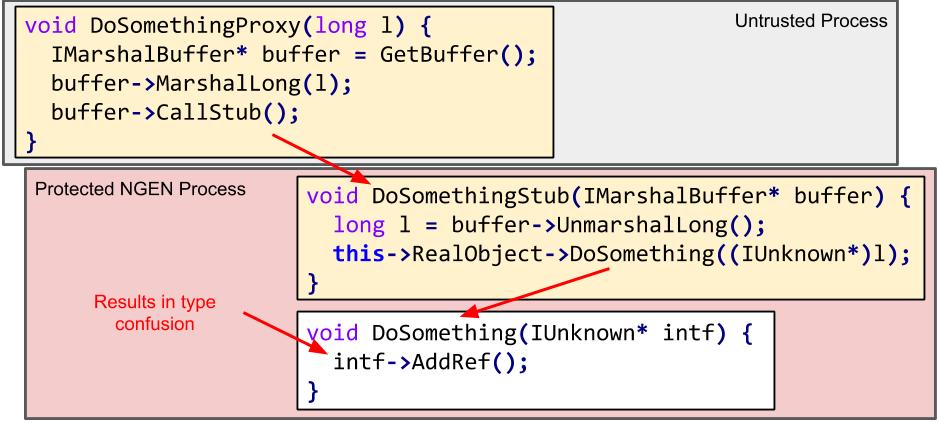 void DoSomethingProxy(long l) {
Untrusted Process
IMarshalBuffer* buffer = GetBuffer();
buffer->MarshalLong(l);
buffer->CallStub();
}
Protected NGEN Process
void DoSomethingStub(IMarshalBuffer* buffer) {
long l = buffer->UnmarshalLong();
this->RealObject->DoSomething((IUnknown*)l);
}
Results in type
confusion
void DoSomething(IUnknown* intf) {
intf->AddRef();
}